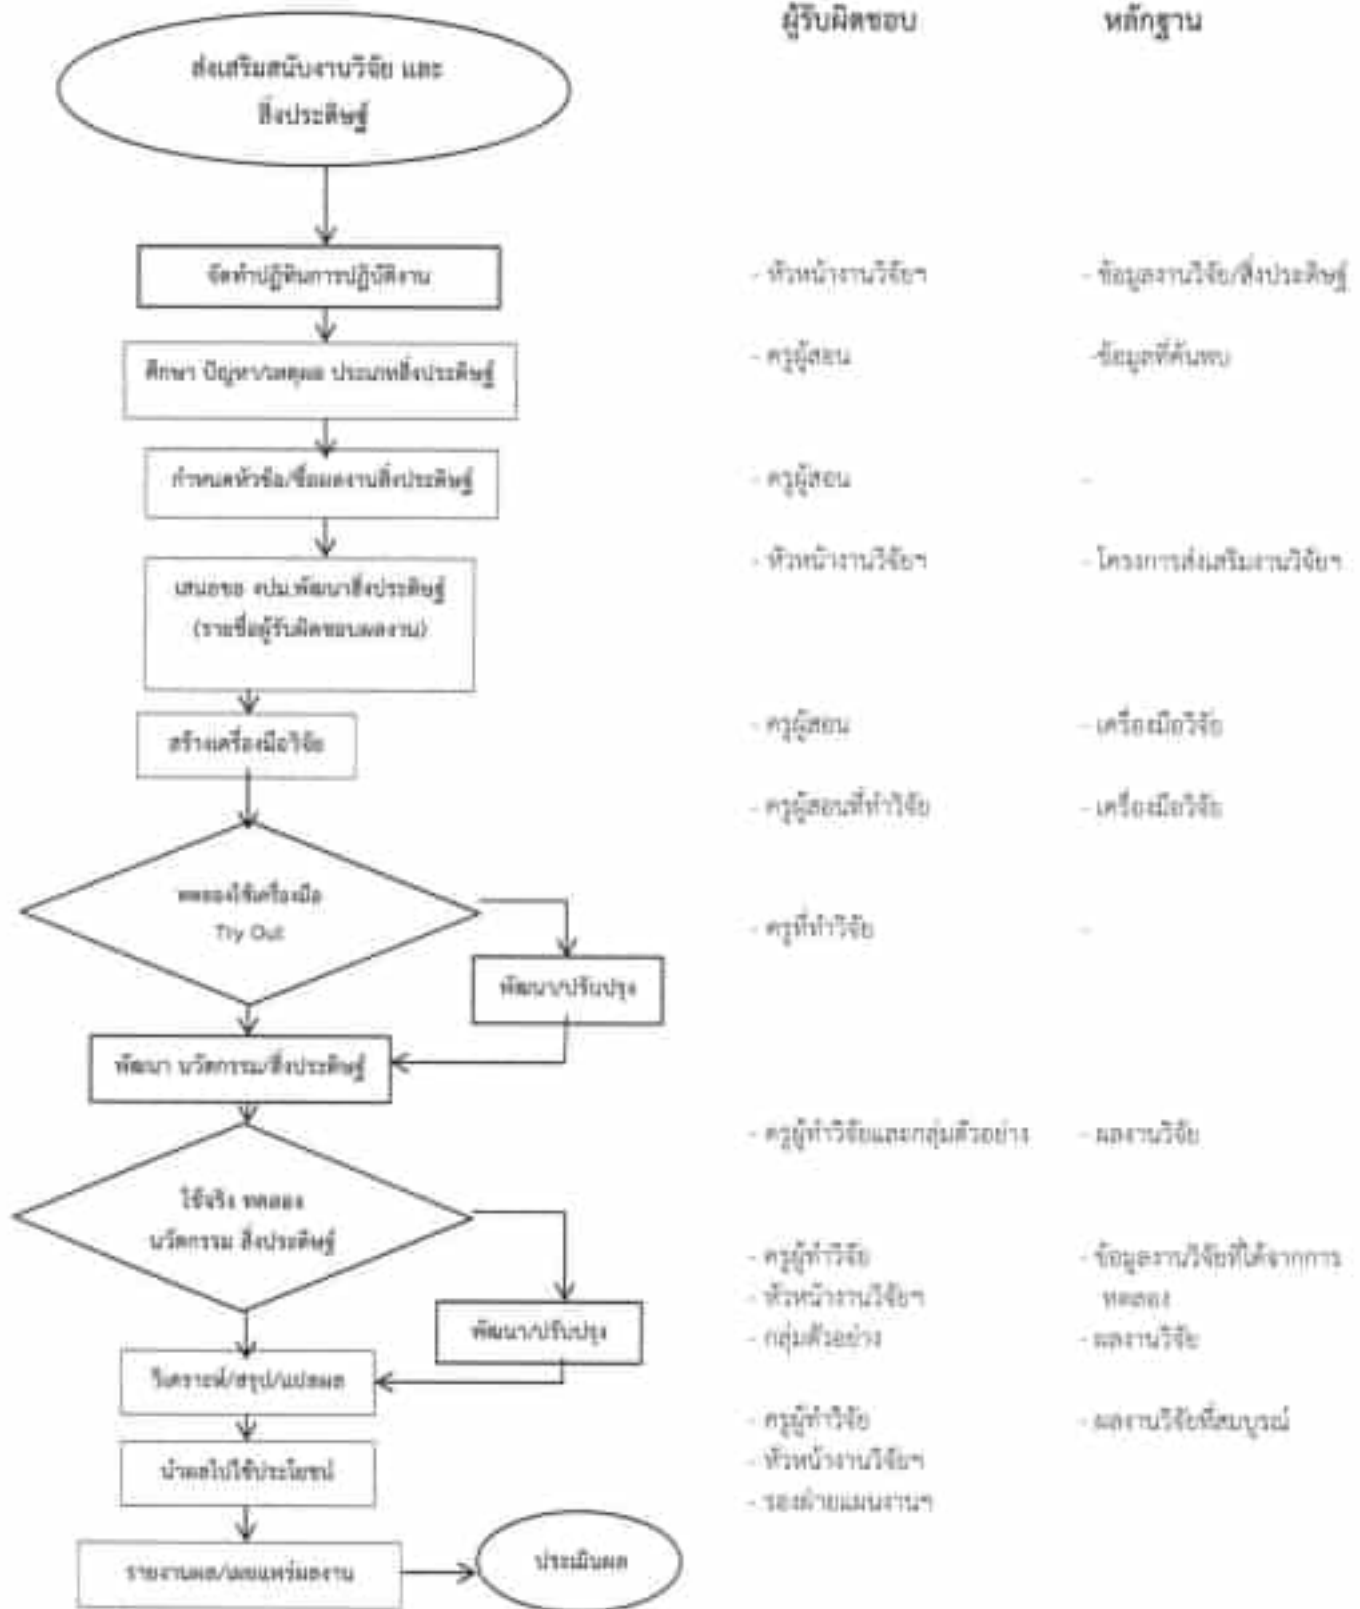 ผู้รับผิดชอบ
หลักฐาน
ส่งเสริมสนับงานวิจัย และ
สิ่งประดิษฐ์
จัดทำปฏิทินการปฏิบัติงาน
- หัวหน้างานวิจัยฯ
- ข้อมูลงานวิจัย/สิ่งประดิษฐ์
ศึกษา ปัญหา/เหตุผล ประเภทสิ่งประดิษฐ์
- ครูผู้สอน
-ข้อมูลที่ค้นพบ
กำหนดหัวข้อ/ชื่อผลงานสิ่งประดิษฐ์
- ครูผู้สอน
-
เสนอขอ งปม.พัฒนาสิ่งประดิษฐ์
(รายชื่อผู้รับผิดชอบผลงาน)
- หัวหน้างานวิจัยฯ
- โครงการส่งเสริมงานวิจัยฯ
สร้างเครื่องมือวิจัย
- ครูผู้สอน
- เครื่องมือวิจัย
- ครูผู้สอนที่ทำวิจัย
- เครื่องมือวิจัย
ทดลองใช้เครื่องมือ
Try Out
- ครูที่ทำวิจัย
-
พัฒนา/ปรับปรุง
พัฒนา นวัตกรรม/สิ่งประดิษฐ์
- ครูผู้ทำวิจัยและกลุ่มตัวอย่าง
- ผลงานวิจัย
ใช้จริง ทดลอง
นวัตกรรม สิ่งประดิษฐ์
- ครูผู้ทำวิจัย
- หัวหน้างานวิจัยฯ
- กลุ่มตัวอย่าง
- ข้อมูลงานวิจัยที่ได้จากการ
ทดลอง
- ผลงานวิจัย
พัฒนา/ปรับปรุง
วิเคราะห์/สรุป/แปลผล
- ครูผู้ทำวิจัย
- หัวหน้างานวิจัยฯ
- รองฝ่ายแผนงานฯ
- ผลงานวิจัยที่สมบูรณ์
นำผลไปใช้ประโยชน์
รายงานผล/เผยแพร่ผลงาน
ประเมินผล